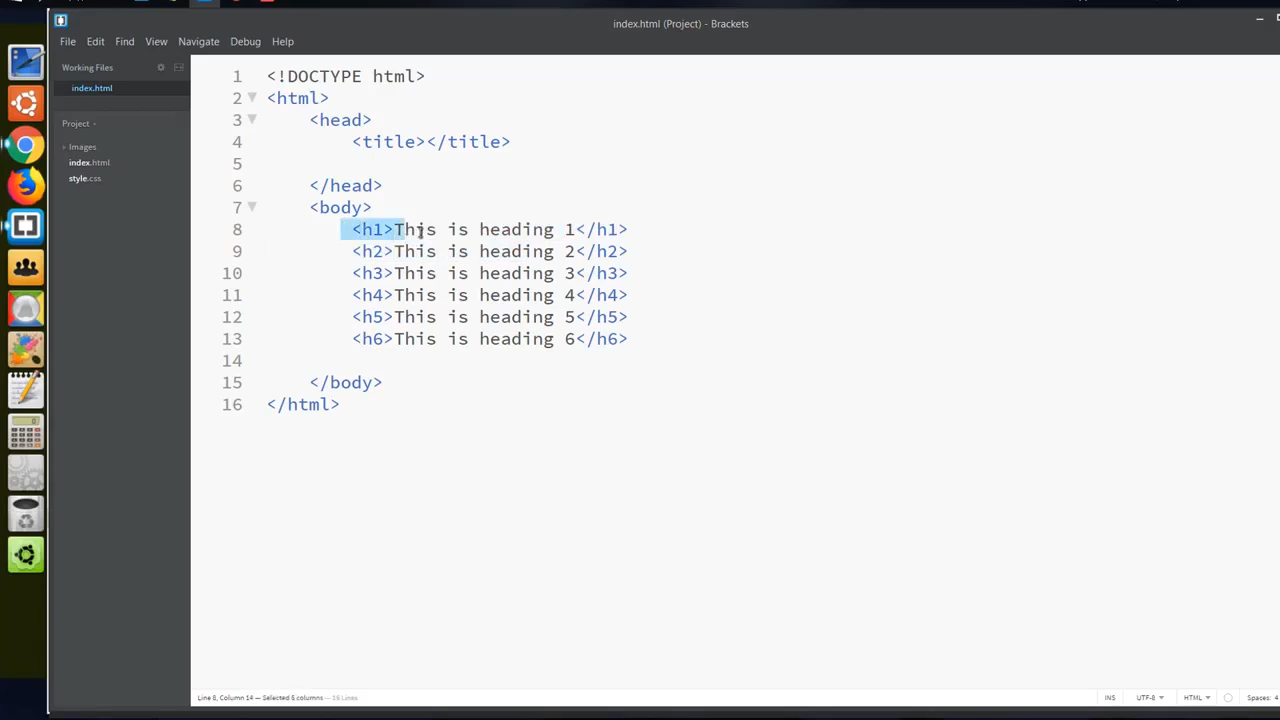 index.html (Project) - Brackets
File Edit Find View Navigate Debug Help
Working Files
index.html
Project
Images
index.html
style.css
1 <!DOCTYPE html>
2 <html>
3 <head>
4 <title></title>
5
6 </head>
7 <body>
8 <h1>This is heading 1</h1>
9 <h2>This is heading 2</h2>
10 <h3>This is heading 3</h3>
11 <h4>This is heading 4</h4>
12 <h5>This is heading 5</h5>
13 <h6>This is heading 6</h6>
14
15 </body>
16 </html>
Line 8, Column 14 — Selected 6 columns — 16 Lines INS UTF-8 HTML Spaces: 4